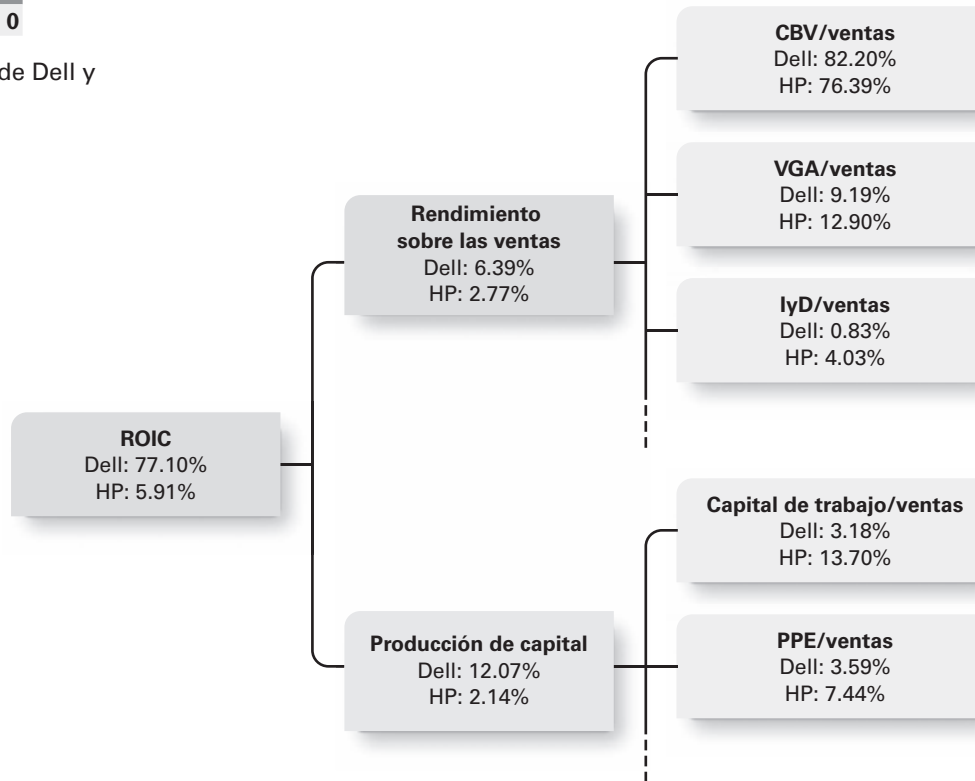 0
de Dell y
CBV/ventas
Dell: 82.20%
HP: 76.39%
VGA/ventas
Dell: 9.19%
HP: 12.90%
Rendimiento
sobre las ventas
Dell: 6.39%
HP: 2.77%
IyD/ventas
Dell: 0.83%
HP: 4.03%
ROIC
Dell: 77.10%
HP: 5.91%
Capital de trabajo/ventas
Dell: 3.18%
HP: 13.70%
Producción de capital
Dell: 12.07%
HP: 2.14%
PPE/ventas
Dell: 3.59%
HP: 7.44%